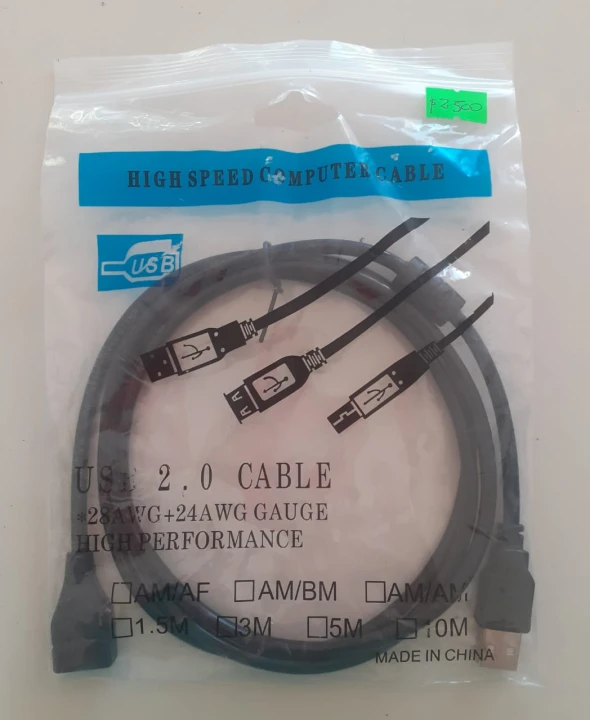 ₱2500
HIGH SPEED COMPUTER CABLE
USB
USB 2.0 CABLE
*28AWG+24AWG GAUGE
HIGH PERFORMANCE
☐AM/AF ☐AM/BM ☐AM/AM
☐1.5M ☐3M ☐5M ☐10M
MADE IN CHINA